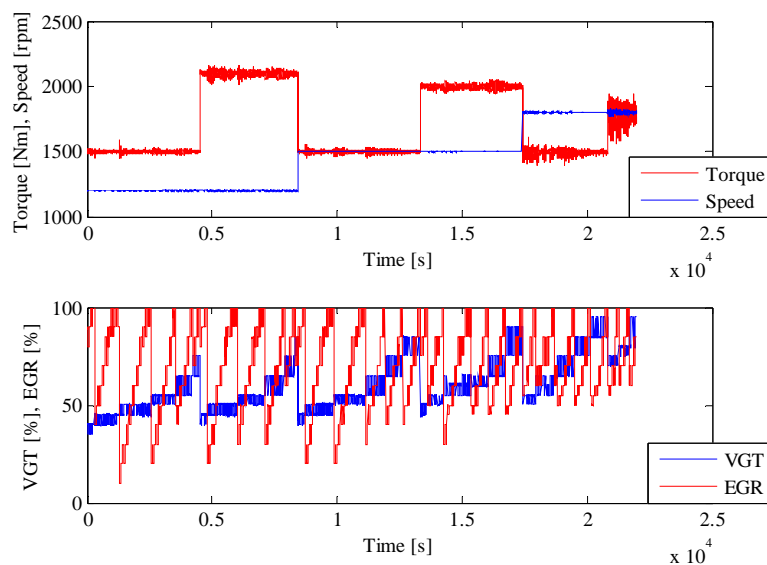 2500
2000
1500
1000
Torque [Nm], Speed [rpm]
0 0.5 1 1.5 2 2.5
Time [s]
x 10^4
Torque
Speed
100
50
0
VGT [%], EGR [%]
0 0.5 1 1.5 2 2.5
Time [s]
x 10^4
VGT
EGR